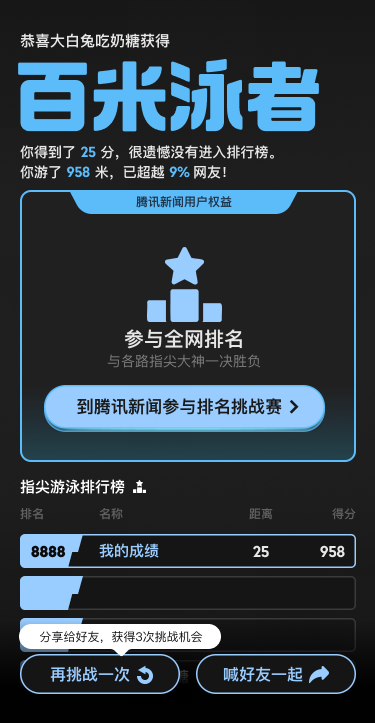 恭喜大白兔吃奶糖获得
百米泳者
你得到了 25 分，很遗憾没有进入排行榜。
你游了 958 米，已超越 9% 网友！
腾讯新闻用户权益
参与全网排名
与各路指尖大神一决胜负
到腾讯新闻参与排名挑战赛
指尖游泳排行榜
排名 名称 距离 得分
8888 我的成绩 25 958
分享给好友，获得3次挑战机会
再挑战一次 喊好友一起